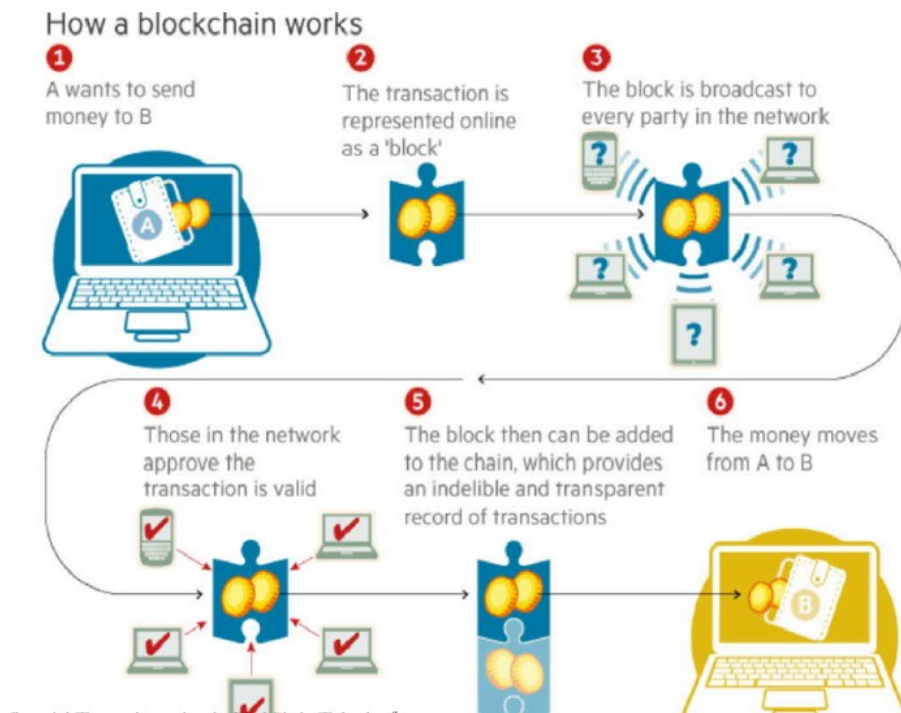 How a blockchain works
1
A wants to send
money to B
2
The transaction is
represented online
as a 'block'
3
The block is broadcast to
every party in the network
A
?
?
?
?
?
4
Those in the network
approve the
transaction is valid
5
The block then can be added
to the chain, which provides
an indelible and transparent
record of transactions
6
The money moves
from A to B
B